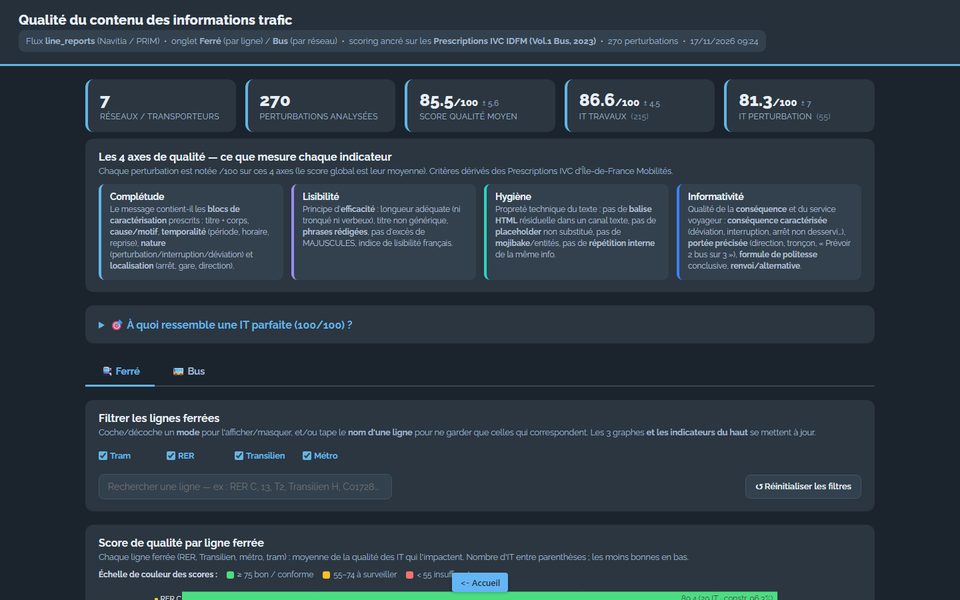 Qualité du contenu des informations trafic
Flux line_reports (Navitia / PRIM) • onglet Ferré (par ligne) / Bus (par réseau) • scoring ancré sur les Prescriptions IVC IDFM (Vol.1 Bus, 2023) • 270 perturbations • 17/11/2026 09:24
7
RÉSEAUX / TRANSPORTEURS
270
PERTURBATIONS ANALYSÉES
85.5/100 ± 5.6
SCORE QUALITÉ MOYEN
86.6/100 ± 4.5
IT TRAVAUX (215)
81.3/100 ± 7
IT PERTURBATION (55)
Les 4 axes de qualité — ce que mesure chaque indicateur
Chaque perturbation est notée /100 sur ces 4 axes (le score global est leur moyenne). Critères dérivés des Prescriptions IVC d'Île-de-France Mobilités.
Complétude
Le message contient-il les blocs de
caractérisation prescrits : titre + corps,
cause/motif, temporalité (période, horaire,
reprise), nature
(perturbation/interruption/déviation) et
localisation (arrêt, gare, direction).
Lisibilité
Principe d'efficacité : longueur adéquate (ni
tronqué ni verbeux), titre non générique,
phrases rédigées, pas d'excès de
MAJUSCULES, indice de lisibilité français.
Hygiène
Propreté technique du texte : pas de balise
HTML résiduelle dans un canal texte, pas de
placeholder non substitué, pas de
mojibake/entités, pas de répétition interne
de la même info.
Informativité
Qualité de la conséquence et du service
voyageur : conséquence caractérisée
(déviation, interruption, arrêt non desservi…),
portée précisée (direction, tronçon, « Prévoir
2 bus sur 3 »), formule de politesse
conclusive, renvoi/alternative.
À quoi ressemble une IT parfaite (100/100) ?
Ferré
Bus
Filtrer les lignes ferrées
Coche/décoche un mode pour l'afficher/masquer, et/ou tape le nom d'une ligne pour ne garder que celles qui correspondent. Les 3 graphes et les indicateurs du haut se mettent à jour.
Tram
RER
Transilien
Métro
Rechercher une ligne — ex : RER C, 13, T2, Transilien H, C01728…
↺ Réinitialiser les filtres
Score de qualité par ligne ferrée
Chaque ligne ferrée (RER, Transilien, métro, tram) : moyenne de la qualité des IT qui l'impactent. Nombre d'IT entre parenthèses ; les moins bonnes en bas.
Échelle de couleur des scores : ≥ 75 bon / conforme 55–74 à surveiller < 55
<- Accueil
RER C